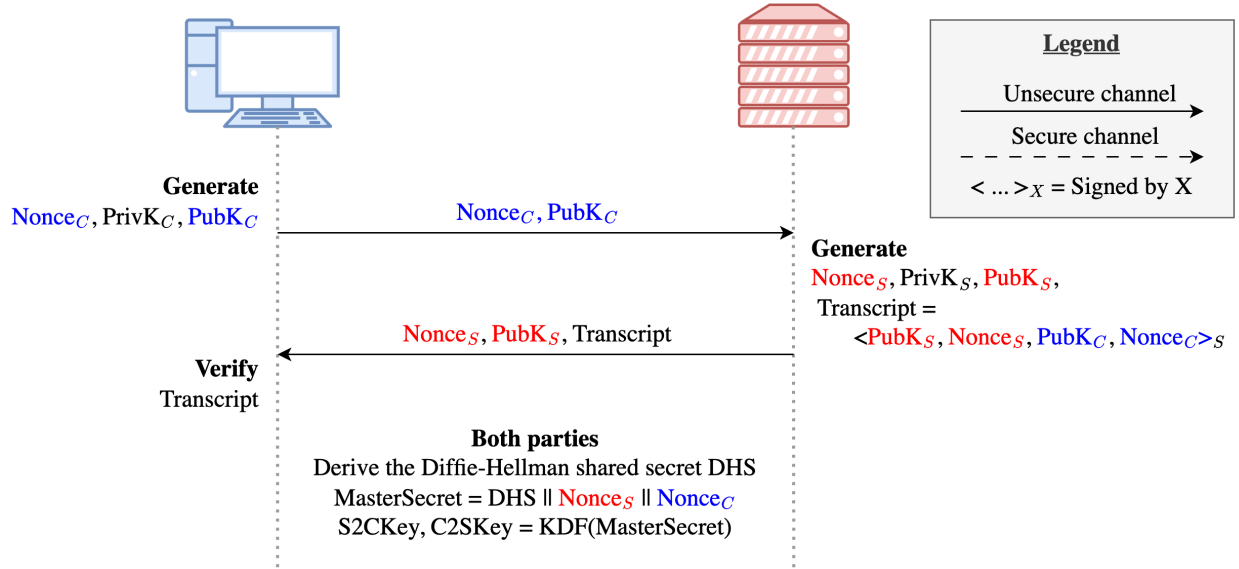 Legend
Unsecure channel
Secure channel
< ... >X = Signed by X
Generate
NonceC, PrivKC, PubKC
NonceC, PubKC
Generate
NonceS, PrivKS, PubKS,
Transcript =
<PubKS, NonceS, PubKC, NonceC>S
NonceS, PubKS, Transcript
Verify
Transcript
Both parties
Derive the Diffie-Hellman shared secret DHS
MasterSecret = DHS || NonceS || NonceC
S2CKey, C2SKey = KDF(MasterSecret)